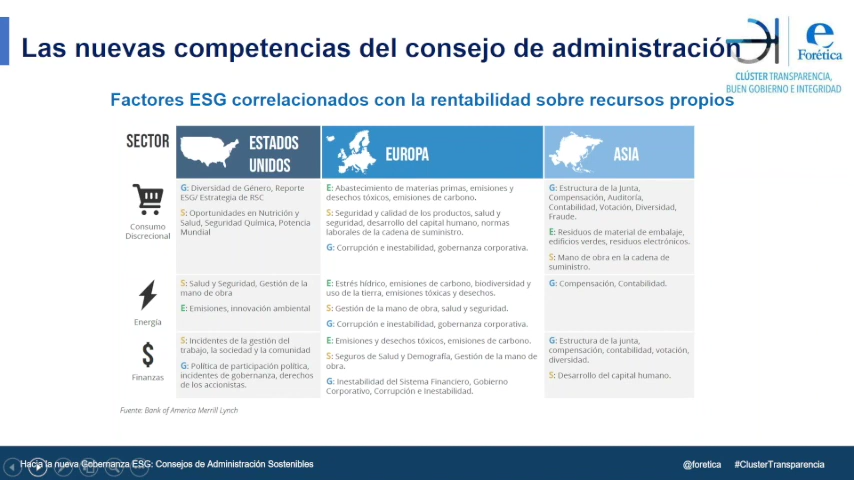 Las nuevas competencias del consejo de administración
Forética
CLÚSTER TRANSPARENCIA,
BUEN GOBIERNO E INTEGRIDAD
Factores ESG correlacionados con la rentabilidad sobre recursos propios
SECTOR
ESTADOS
UNIDOS
EUROPA
ASIA
Consumo
Discrecional
G: Diversidad de Género, Reporte
ESG/ Estrategia de RSC
S: Oportunidades en Nutrición y
Salud, Seguridad Química, Potencia
Mundial
E: Abastecimiento de materias primas, emisiones y
desechos tóxicos, emisiones de carbono.
S: Seguridad y calidad de los productos, salud y
seguridad, desarrollo del capital humano, normas
laborales de la cadena de suministro.
G: Corrupción e inestabilidad, gobernanza corporativa.
G: Estructura de la Junta,
Compensación, Auditoría,
Contabilidad, Votación, Diversidad,
Fraude.
E: Residuos de material de embalaje,
edificios verdes, residuos electrónicos.
S: Mano de obra en la cadena de
suministro.
Energía
S: Salud y Seguridad, Gestión de la
mano de obra
E: Emisiones, innovación ambiental
E: Estrés hídrico, emisiones de carbono, biodiversidad y
uso de la tierra, emisiones tóxicas y desechos.
S: Gestión de la mano de obra, salud y seguridad.
G: Corrupción e inestabilidad, gobernanza corporativa.
G: Compensación, Contabilidad.
$
Finanzas
S: Incidentes de la gestión del
trabajo, la sociedad y la comunidad
G: Política de participación política,
incidentes de gobernanza, derechos
de los accionistas.
E: Emisiones y desechos tóxicos, emisiones de carbono.
S: Seguros de Salud y Demografía, Gestión de la mano de
obra.
G: Inestabilidad del Sistema Financiero, Gobierno
Corporativo, Corrupción e inestabilidad.
G: Estructura de la junta,
compensación, contabilidad, votación,
diversidad.
S: Desarrollo del capital humano.
Fuente: Bank of America Merrill Lynch
Hacia la nueva Gobernanza ESG: Consejos de Administración Sostenibles
@foretica
#ClusterTransparencia